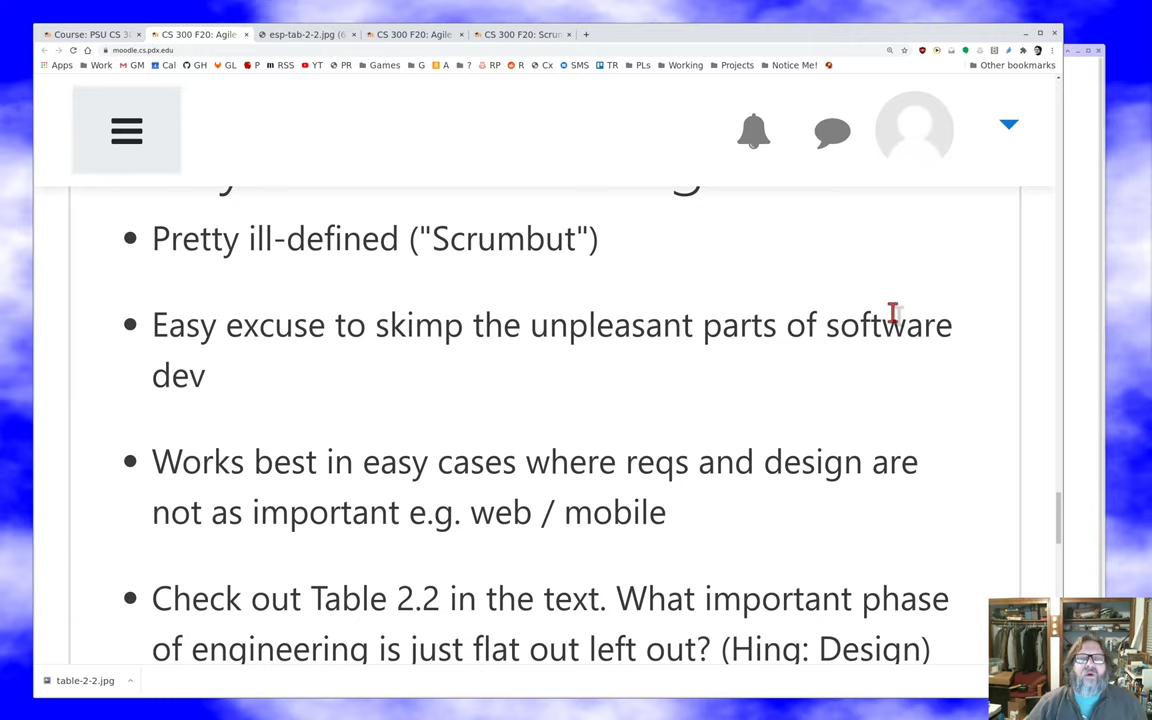 Course: PSU CS 30
CS 300 F20: Agile
esp-tab-2-2.jpg (6
CS 300 F20: Agile
CS 300 F20: Scrun
moodle.cs.pdx.edu
Apps Work GM Cal GH GL P RSS YT PR Games G A ? RP R Cx SMS TR PLs Working Projects Notice Me! Other bookmarks
Pretty ill-defined ("Scrumbut")
Easy excuse to skimp the unpleasant parts of software
dev
Works best in easy cases where reqs and design are
not as important e.g. web / mobile
Check out Table 2.2 in the text. What important phase
of engineering is just flat out left out? (Hing: Design)
table-2-2.jpg